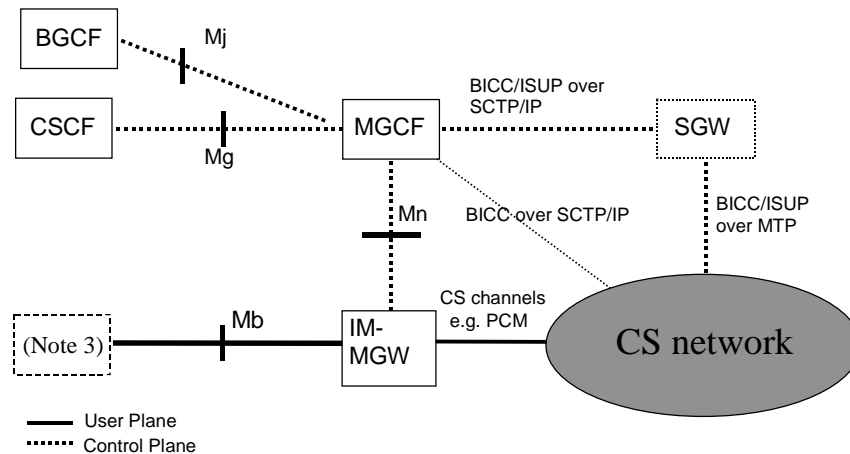 BGCF
Mj
BICC/ISUP over
SCTP/IP
CSCF
Mg
MGCF
SGW
Mn
BICC over SCTP/IP
BICC/ISUP
over MTP
(Note 3)
Mb
IM-
MGW
CS channels
e.g. PCM
CS network
User Plane
Control Plane